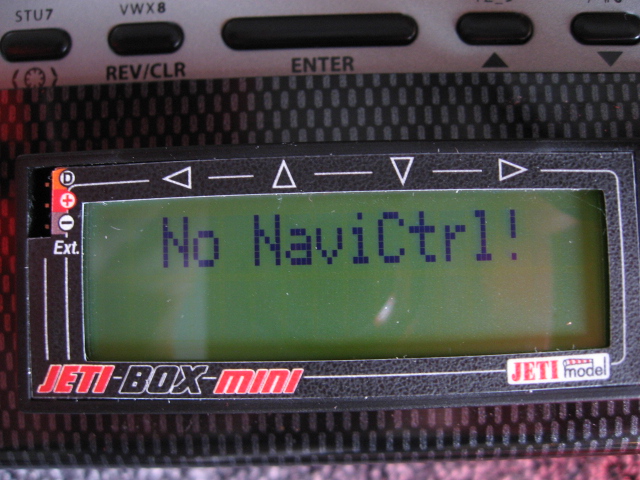 STU7
VWX8
REV/CLR
ENTER
D
Ext.
No NaviCtrl!
JETI-BOX-MINI
JETI model